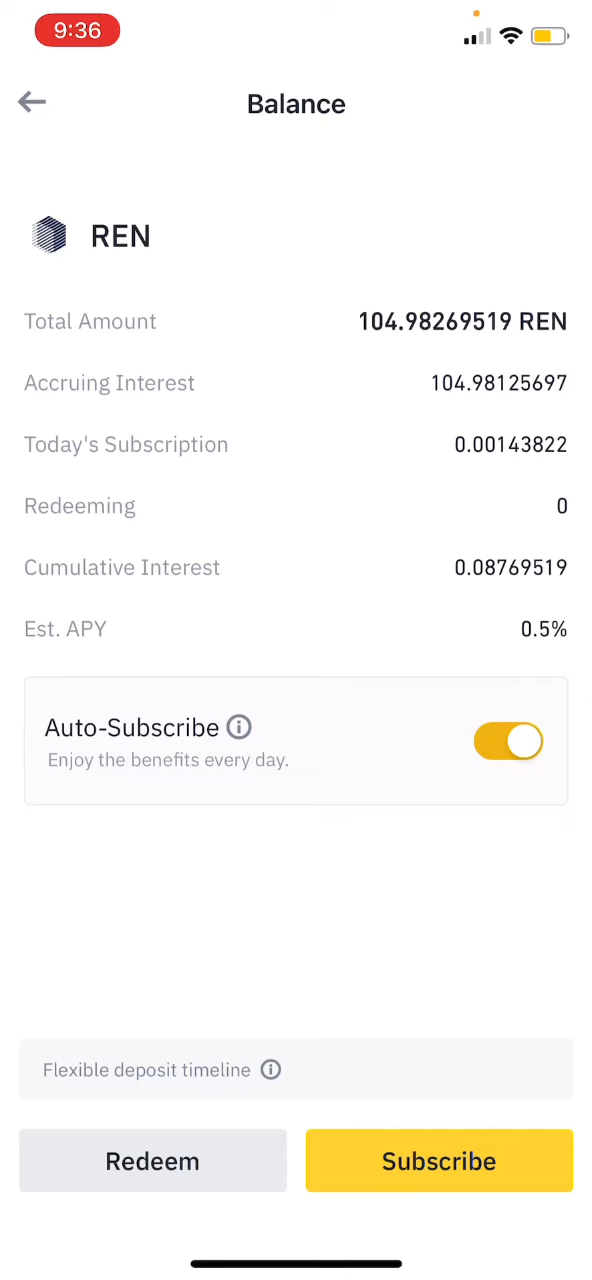 9:36
Balance
REN
Total Amount 104.98269519 REN
Accruing Interest 104.98125697
Today's Subscription 0.00143822
Redeeming 0
Cumulative Interest 0.08769519
Est. APY 0.5%
Auto-Subscribe
Enjoy the benefits every day.
Flexible deposit timeline
Redeem Subscribe